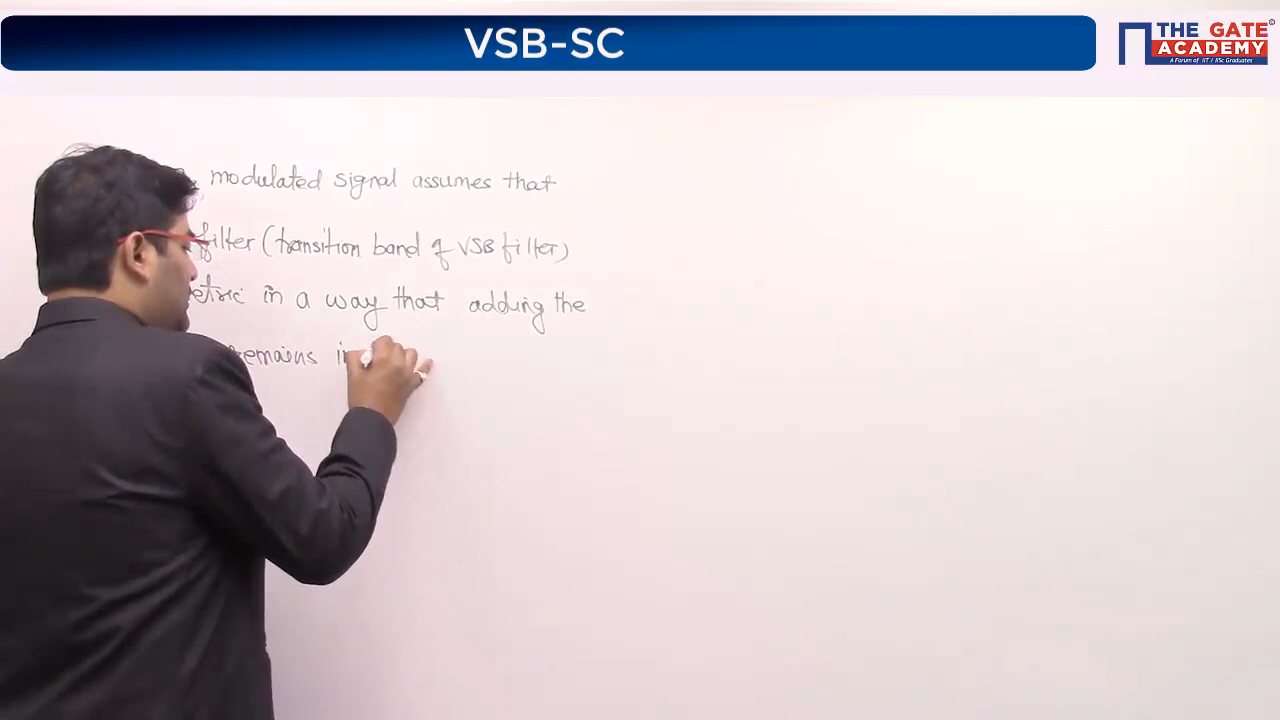 VSB-SC
THE GATE
ACADEMY
A Forum of IIT / IISc Graduates
modulated signal assumes that
filter (transition band of VSB filter)
in a way that adding the
remains